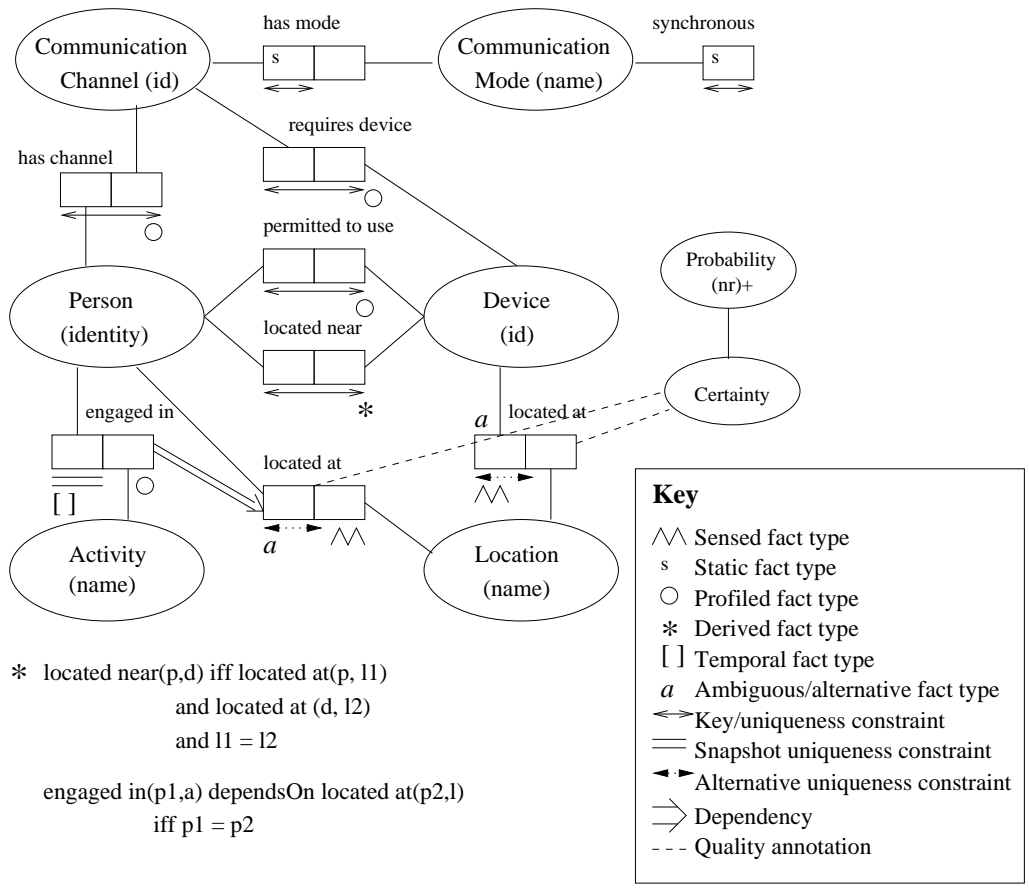 has mode
synchronous
Communication
Channel (id)
s
Communication
Mode (name)
s
requires device
has channel
permitted to use
Probability
(nr)+
Person
(identity)
Device
(id)
located near
Certainty
*
engaged in
a
located at
located at
[ ]
a
Activity
(name)
Location
(name)
Key
Sensed fact type
s Static fact type
Profiled fact type
* Derived fact type
[ ] Temporal fact type
a Ambiguous/alternative fact type
Key/uniqueness constraint
Snapshot uniqueness constraint
Alternative uniqueness constraint
Dependency
Quality annotation
* located near(p,d) iff located at(p, l1)
and located at (d, l2)
and l1 = l2
engaged in(p1,a) dependsOn located at(p2,l)
iff p1 = p2